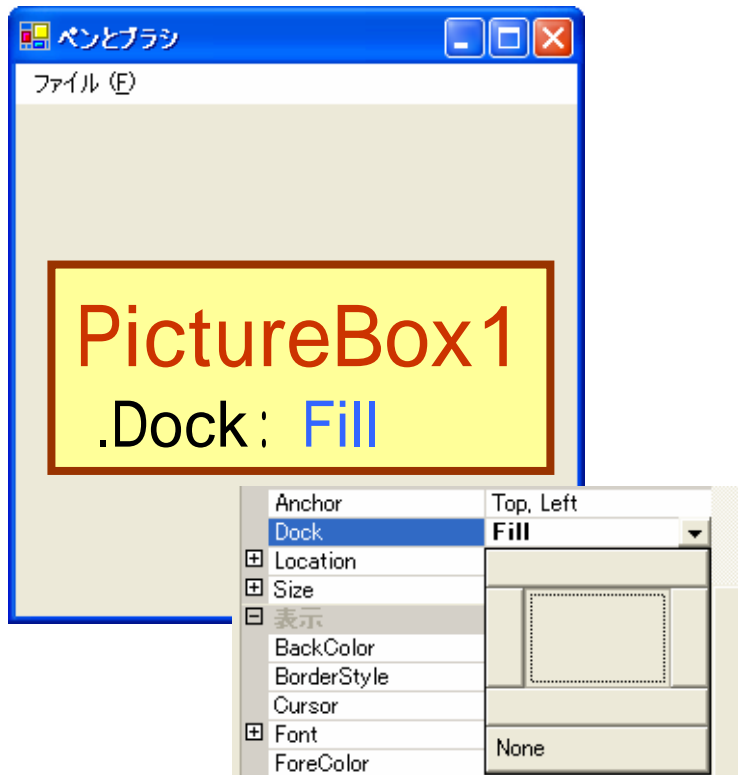 ペンとブラシ
ファイル (F)
PictureBox1
.Dock: Fill
Anchor Top, Left
Dock Fill
Location
Size
表示
BackColor
BorderStyle
Cursor
Font
None
ForeColor